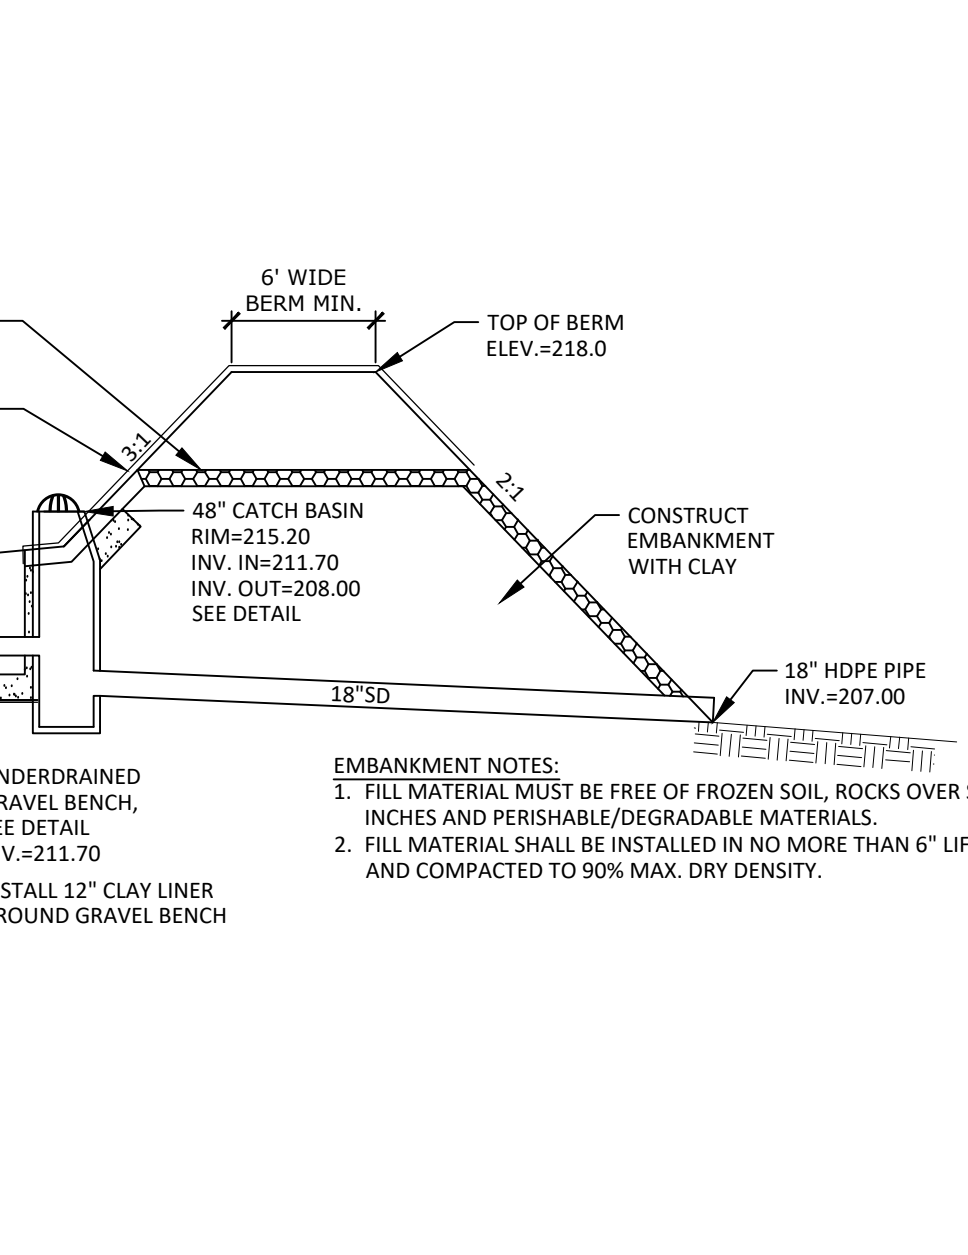 6' WIDE
BERM MIN.
TOP OF BERM
ELEV.=218.0
3:1
2:1
48" CATCH BASIN
RIM=215.20
INV. IN=211.70
INV. OUT=208.00
SEE DETAIL
CONSTRUCT
EMBANKMENT
WITH CLAY
18" HDPE PIPE
INV.=207.00
18"SD
NDERDRAINED
RAVEL BENCH,
EE DETAIL
V.=211.70
STALL 12" CLAY LINER
ROUND GRAVEL BENCH
EMBANKMENT NOTES:
1. FILL MATERIAL MUST BE FREE OF FROZEN SOIL, ROCKS OVER
INCHES AND PERISHABLE/DEGRADABLE MATERIALS.
2. FILL MATERIAL SHALL BE INSTALLED IN NO MORE THAN 6" LIF
AND COMPACTED TO 90% MAX. DRY DENSITY.